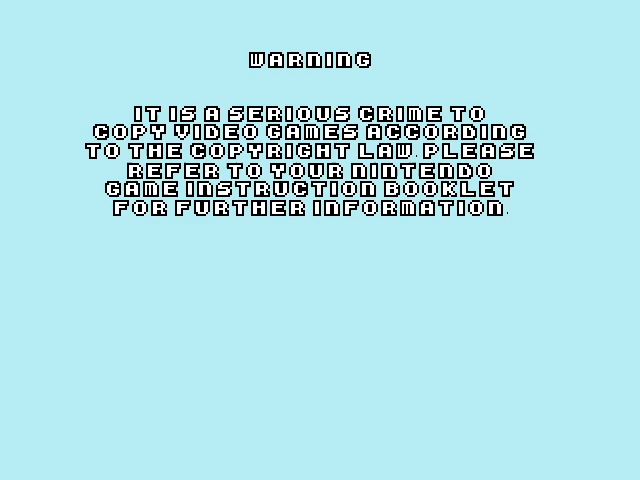 WARNING
IT IS A SERIOUS CRIME TO
COPY VIDEO GAMES ACCORDING
TO THE COPYRIGHT LAW. PLEASE
REFER TO YOUR NINTENDO
GAME INSTRUCTION BOOKLET
FOR FURTHER INFORMATION.